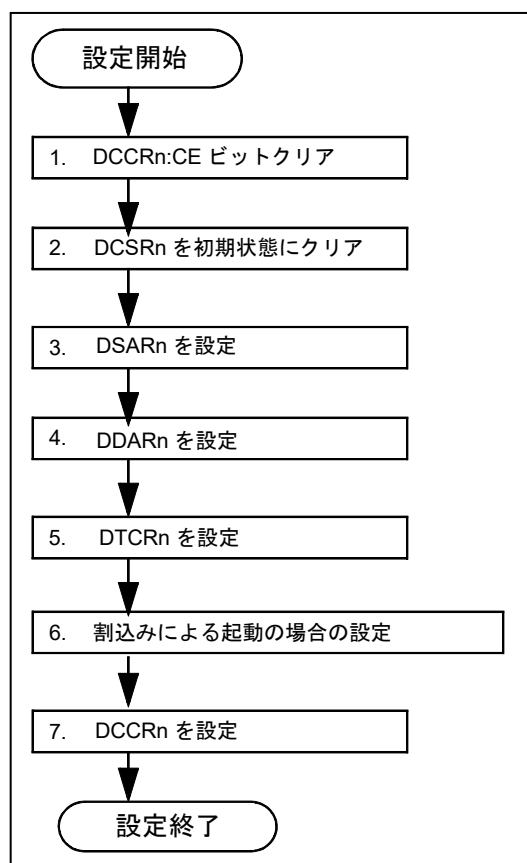 設定開始
1. DCCRn:CE ビットクリア
2. DCSRn を初期状態にクリア
3. DSARn を設定
4. DDARn を設定
5. DTCRn を設定
6. 割込みによる起動の場合の設定
7. DCCRn を設定
設定終了